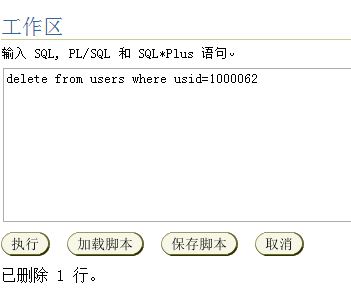 工作区
输入 SQL, PL/SQL 和 SQL*Plus 语句。
delete from users where usid=1000062
执行 加载脚本 保存脚本 取消
已删除 1 行。